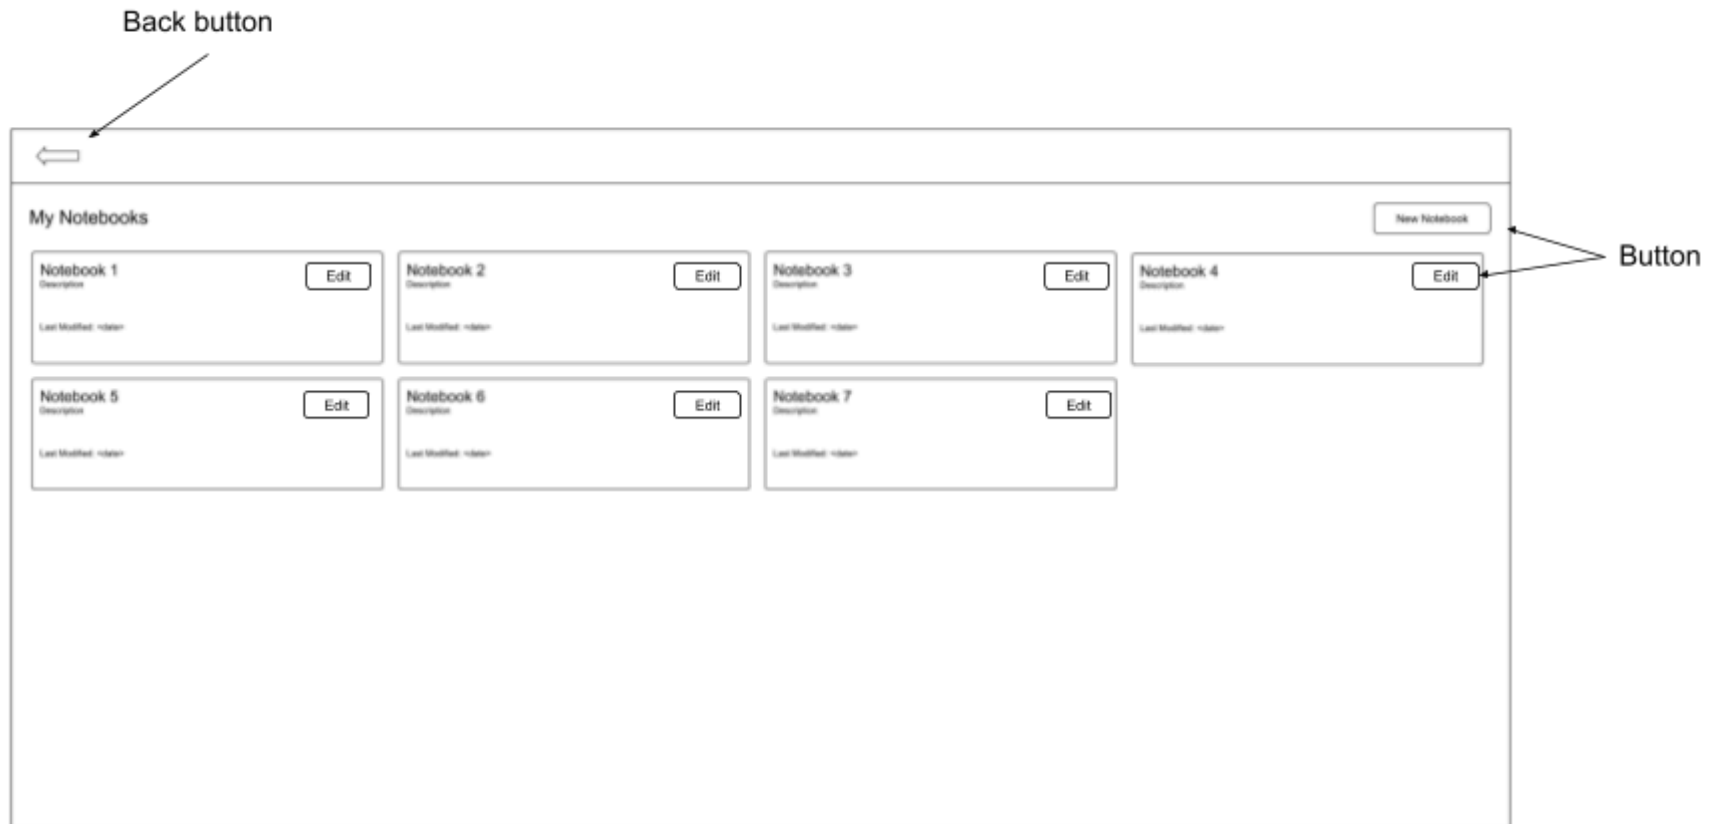 Back button
My Notebooks
New Notebook
Button
Notebook 1
Edit
Description
Last Modified: <date>
Notebook 2
Edit
Description
Last Modified: <date>
Notebook 3
Edit
Description
Last Modified: <date>
Notebook 4
Edit
Description
Last Modified: <date>
Notebook 5
Edit
Description
Last Modified: <date>
Notebook 6
Edit
Description
Last Modified: <date>
Notebook 7
Edit
Description
Last Modified: <date>